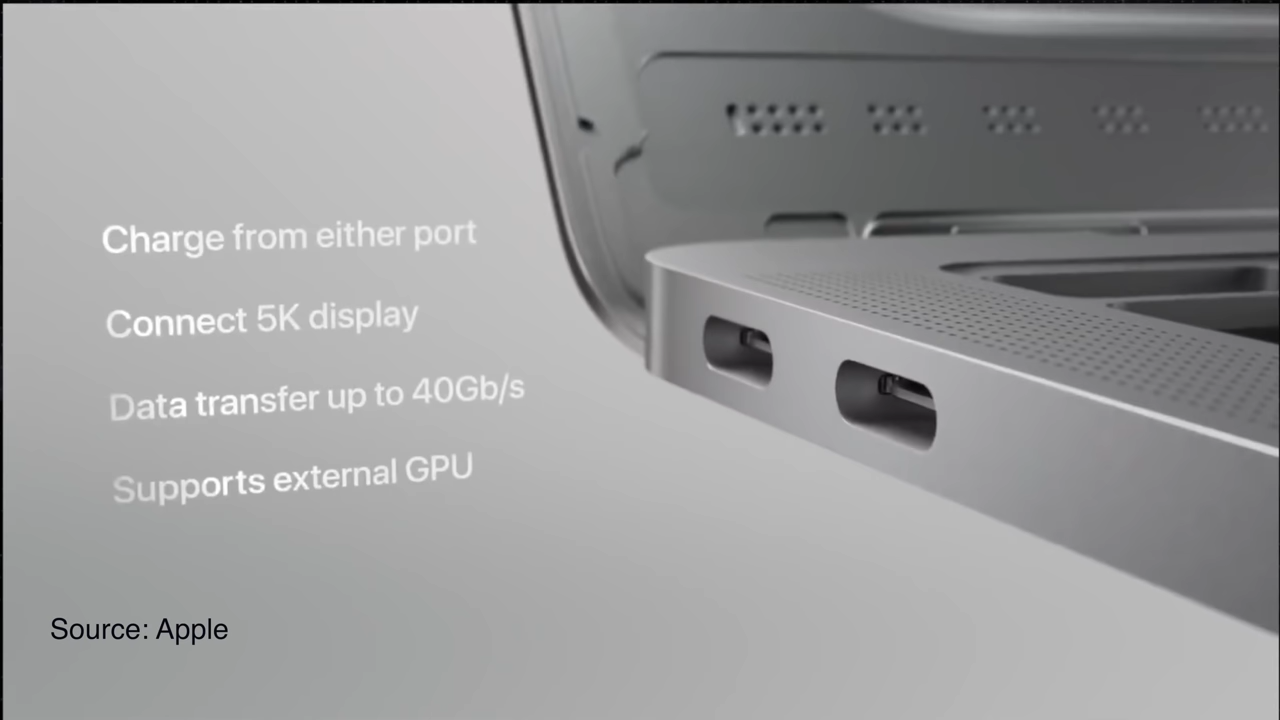 Charge from either port
Connect 5K display
Data transfer up to 40Gb/s
Supports external GPU
Source: Apple